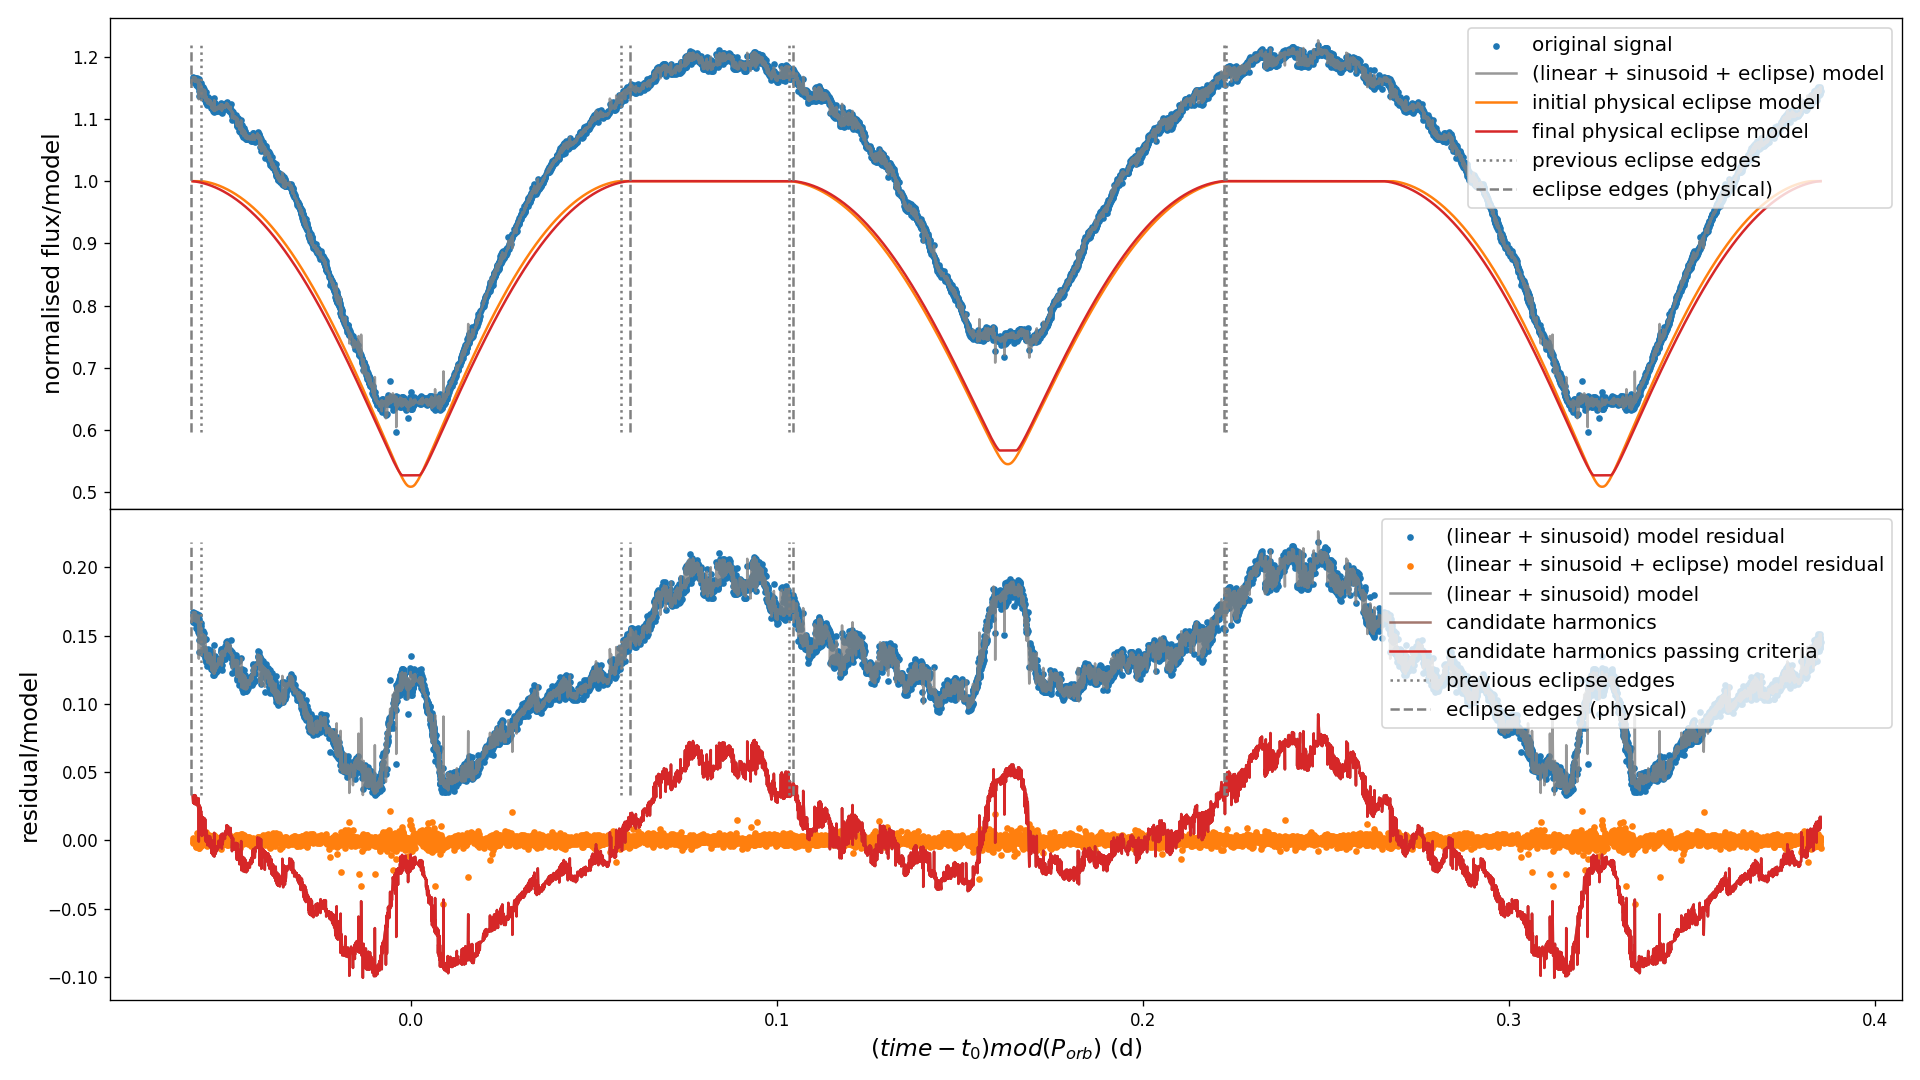 1.2
1.1
1.0
0.9
0.8
0.7
0.6
0.5
normalised flux/model
original signal
(linear + sinusoid + eclipse) model
initial physical eclipse model
final physical eclipse model
previous eclipse edges
eclipse edges (physical)
0.20
0.15
0.10
0.05
0.00
−0.05
−0.10
residual/model
(linear + sinusoid) model residual
(linear + sinusoid + eclipse) model residual
(linear + sinusoid) model
candidate harmonics
candidate harmonics passing criteria
previous eclipse edges
eclipse edges (physical)
0.0 0.1 0.2 0.3 0.4
(time − t₀)mod(Pₒᵣb) (d)